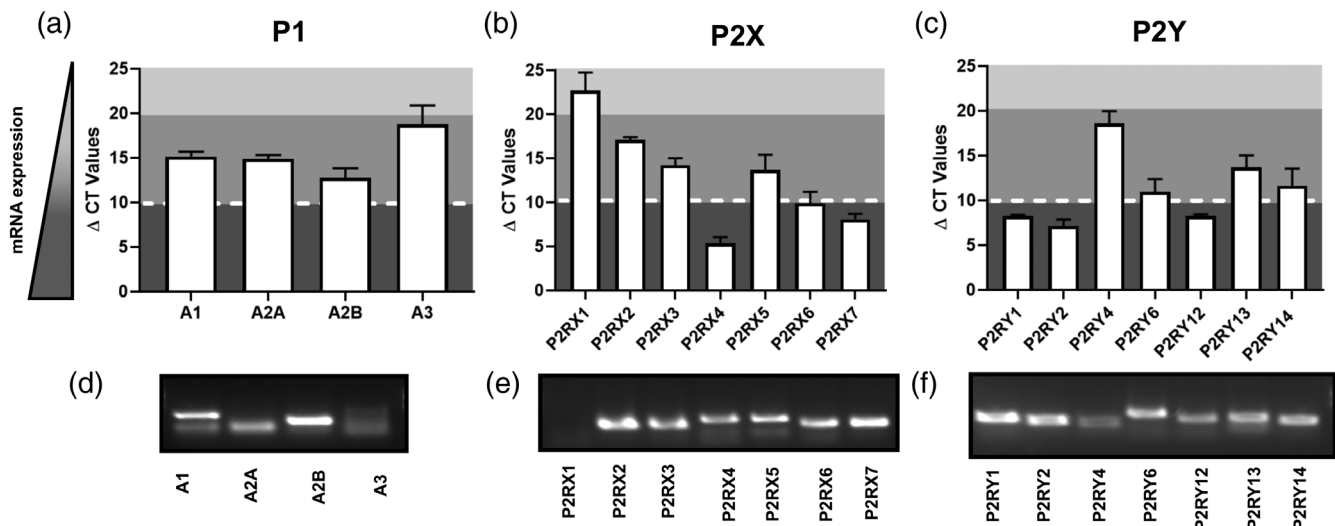 (a)
P1
mRNA expression
Δ CT Values
25
20
15
10
5
0
A1 A2A A2B A3
(b)
P2X
Δ CT Values
25
20
15
10
5
0
P2RX1 P2RX2 P2RX3 P2RX4 P2RX5 P2RX6 P2RX7
(c)
P2Y
Δ CT Values
25
20
15
10
5
0
P2RY1 P2RY2 P2RY4 P2RY6 P2RY12 P2RY13 P2RY14
(d)
A1 A2A A2B A3
(e)
P2RX1 P2RX2 P2RX3 P2RX4 P2RX5 P2RX6 P2RX7
(f)
P2RY1 P2RY2 P2RY4 P2RY6 P2RY12 P2RY13 P2RY14